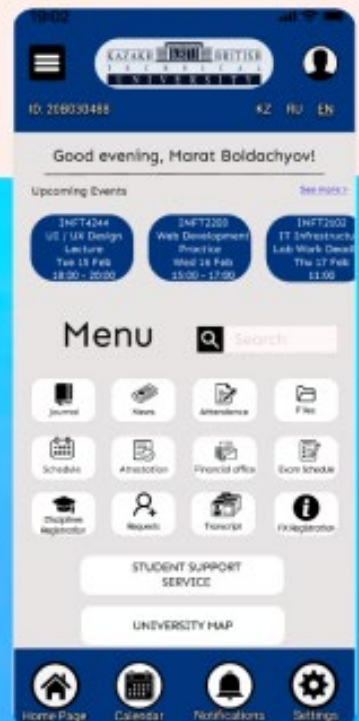 19:02
KAZAKH BRITISH
TECHNICAL
UNIVERSITY
ID: 20B030488
KZ RU EN
Good evening, Marat Boldachyov!
Upcoming Events
See more >
INFT4244
UI / UX Design
Lecture
Tue 15 Feb
18:00 - 20:00
INFT2203
Web Development
Practice
Wed 16 Feb
15:00 - 17:00
INFT2102
IT Infrastructu
Lab Work Deadl
Thu 17 Feb
11:00
Menu
Search
Journal
News
Attendence
Files
Schedule
Attestation
Financial office
Exam Schedule
Discipline
Registration
Requests
Transcript
FX Registration
STUDENT SUPPORT
SERVICE
UNIVERSITY MAP
Home Page
Calendar
Notifications
Settings